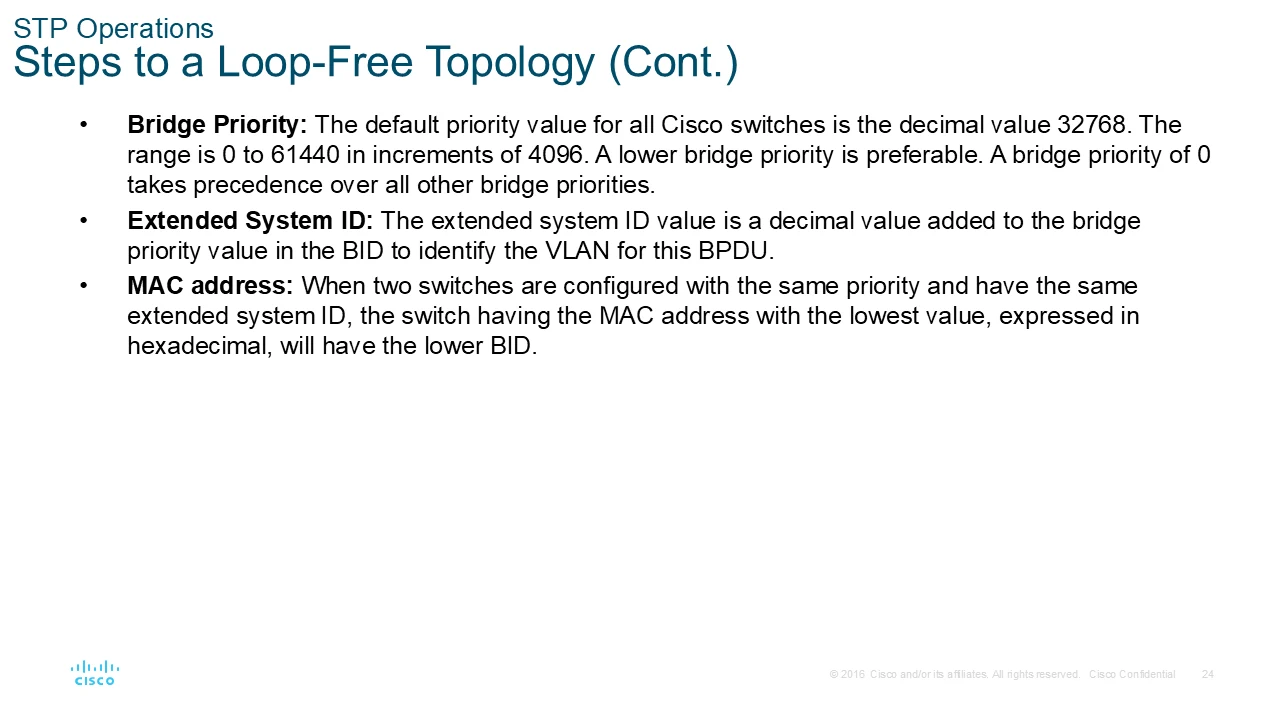 STP Operations
Steps to a Loop-Free Topology (Cont.)
• Bridge Priority: The default priority value for all Cisco switches is the decimal value 32768. The
range is 0 to 61440 in increments of 4096. A lower bridge priority is preferable. A bridge priority of 0
takes precedence over all other bridge priorities.
• Extended System ID: The extended system ID value is a decimal value added to the bridge
priority value in the BID to identify the VLAN for this BPDU.
• MAC address: When two switches are configured with the same priority and have the same
extended system ID, the switch having the MAC address with the lowest value, expressed in
hexadecimal, will have the lower BID.
CISCO
© 2016 Cisco and/or its affiliates. All rights reserved. Cisco Confidential 24